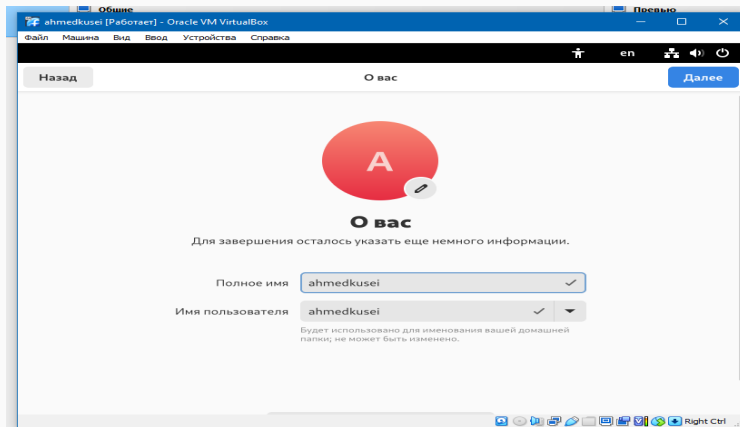 Общие
Превью
ahmedkusei [Работает] - Oracle VM VirtualBox
Файл Машина Вид Ввод Устройства Справка
en
Назад
О вас
Далее
A
О вас
Для завершения осталось указать еще немного информации.
Полное имя ahmedkusei
Имя пользователя ahmedkusei
Будет использовано для именования вашей домашней
папки; не может быть изменено.
Right Ctrl